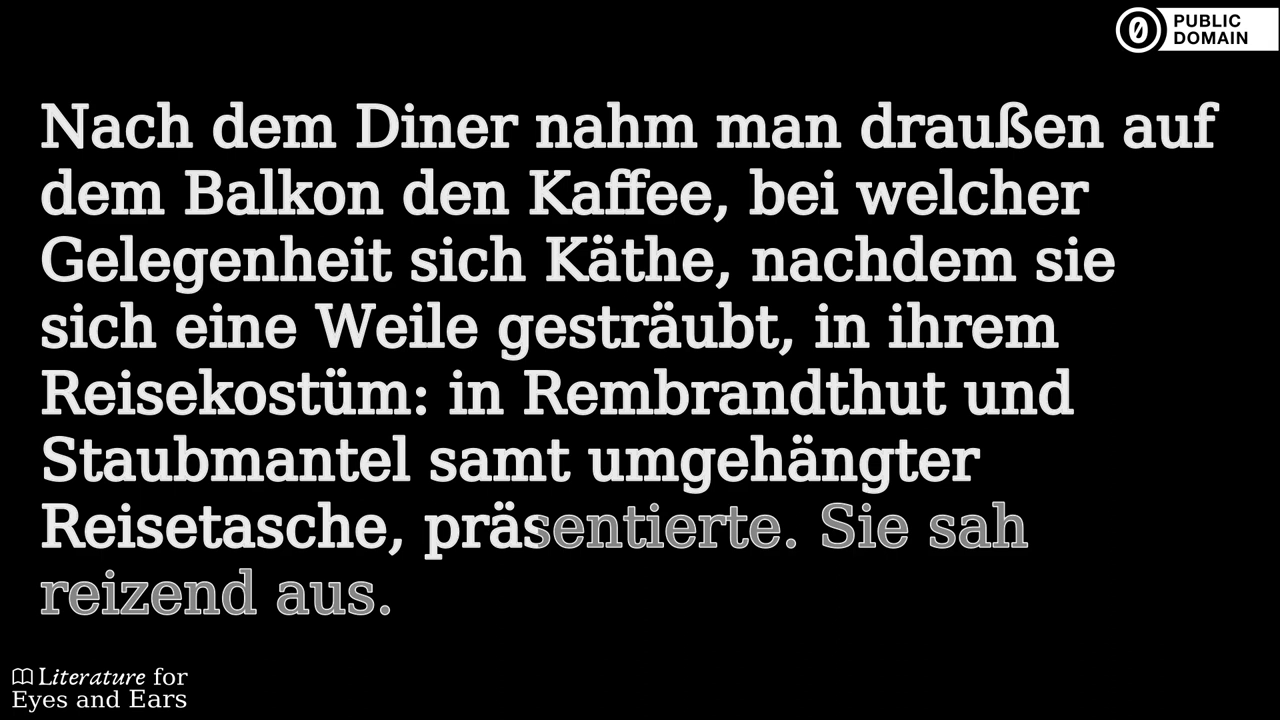 PUBLIC
DOMAIN
Nach dem Diner nahm man draußen auf
dem Balkon den Kaffee, bei welcher
Gelegenheit sich Käthe, nachdem sie
sich eine Weile gesträubt, in ihrem
Reisekostüm: in Rembrandthut und
Staubmantel samt umgehängter
Reisetasche, präsentierte. Sie sah
reizend aus.
Literature for
Eyes and Ears